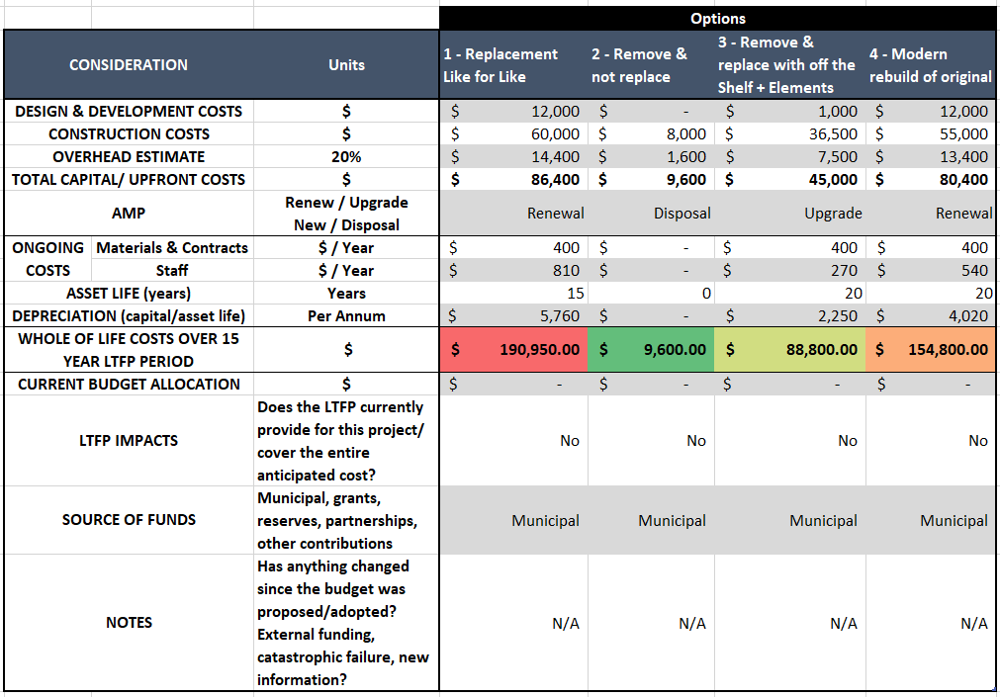 Options
CONSIDERATION Units 1 - Replacement Like for Like 2 - Remove & not replace 3 - Remove & replace with off the Shelf + Elements 4 - Modern rebuild of original
DESIGN & DEVELOPMENT COSTS $ $ 12,000 $ - $ 1,000 $ 12,000
CONSTRUCTION COSTS $ $ 60,000 $ 8,000 $ 36,500 $ 55,000
OVERHEAD ESTIMATE 20% $ 14,400 $ 1,600 $ 7,500 $ 13,400
TOTAL CAPITAL/ UPFRONT COSTS $ $ 86,400 $ 9,600 $ 45,000 $ 80,400
AMP Renew / Upgrade New / Disposal Renewal Disposal Upgrade Renewal
ONGOING COSTS Materials & Contracts $ / Year $ 400 $ - $ 400 $ 400
Staff $ / Year $ 810 $ - $ 270 $ 540
ASSET LIFE (years) Years 15 0 20 20
DEPRECIATION (capital/asset life) Per Annum $ 5,760 $ - $ 2,250 $ 4,020
WHOLE OF LIFE COSTS OVER 15 YEAR LTFP PERIOD $ $ 190,950.00 $ 9,600.00 $ 88,800.00 $ 154,800.00
CURRENT BUDGET ALLOCATION $ $ - $ - $ - $ -
LTFP IMPACTS Does the LTFP currently provide for this project/ cover the entire anticipated cost? No No No No
SOURCE OF FUNDS Municipal, grants, reserves, partnerships, other contributions Municipal Municipal Municipal Municipal
NOTES Has anything changed since the budget was proposed/adopted? External funding, catastrophic failure, new information? N/A N/A N/A N/A